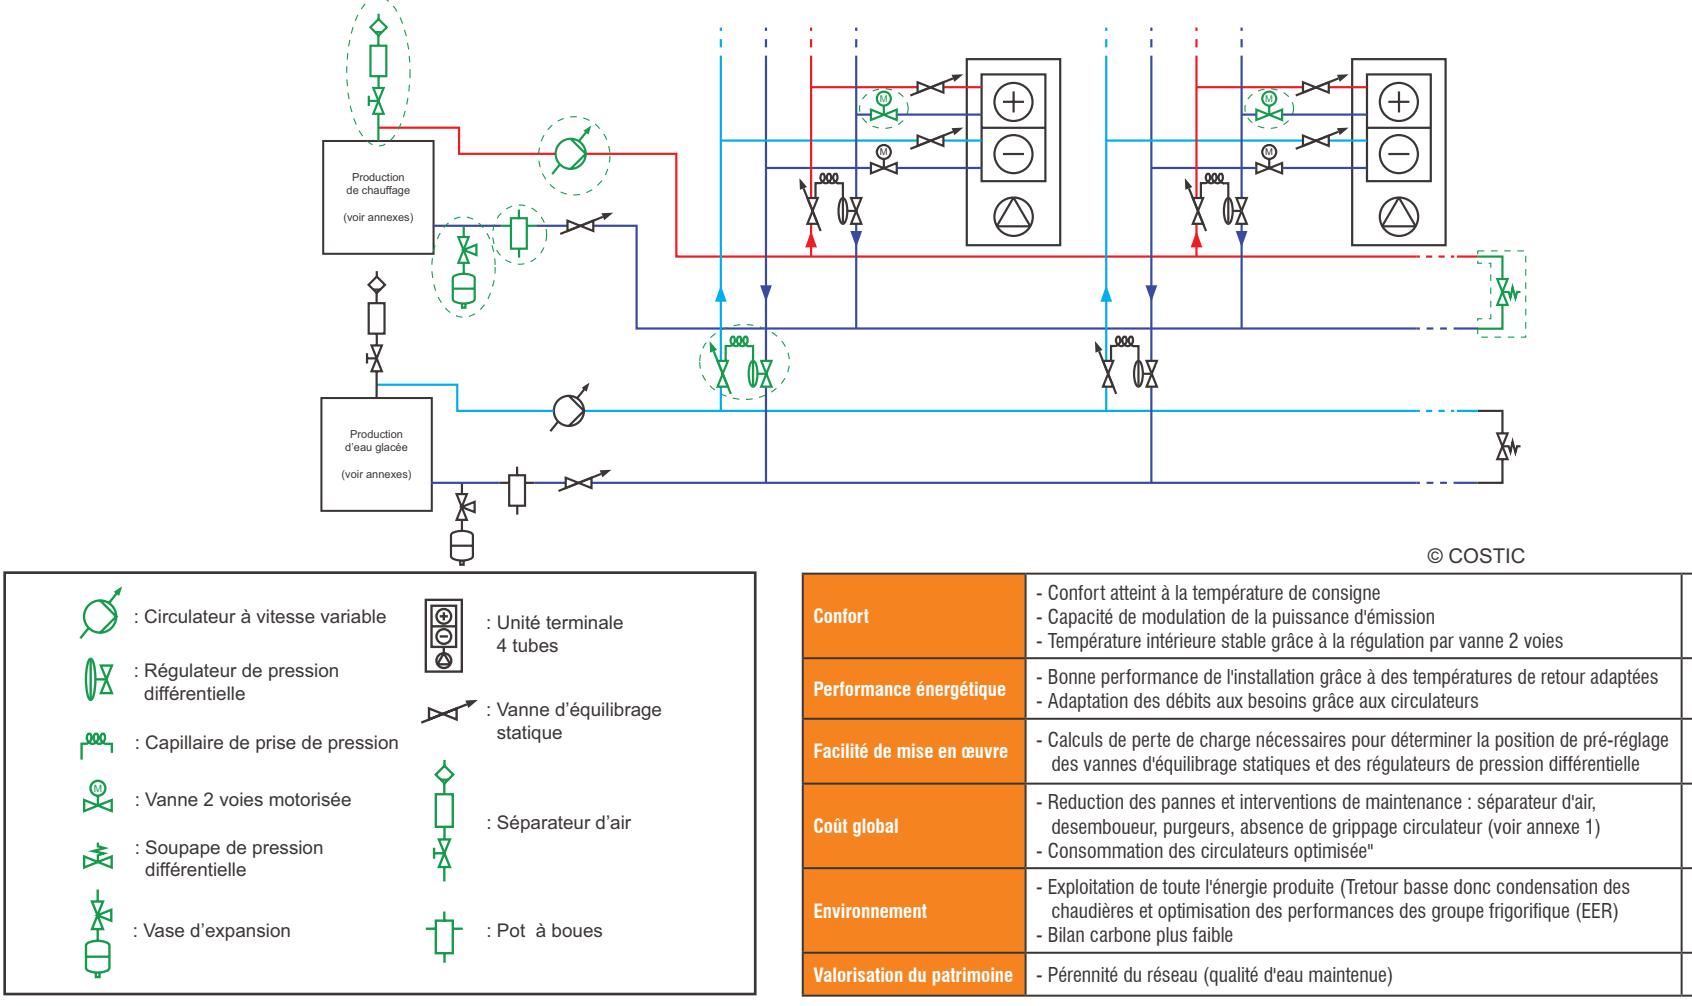 Production
de chauffage
(voir annexes)
M
M
M
M
Production
d'eau glacée
(voir annexes)
© COSTIC
: Circulateur à vitesse variable
: Régulateur de pression
différentielle
: Capillaire de prise de pression
M
: Vanne 2 voies motorisée
: Soupape de pression
différentielle
: Vase d'expansion
: Unité terminale
4 tubes
: Vanne d'équilibrage
statique
: Séparateur d'air
: Pot à boues
Confort
- Confort atteint à la température de consigne
- Capacité de modulation de la puissance d'émission
- Température intérieure stable grâce à la régulation par vanne 2 voies
Performance énergétique
- Bonne performance de l'installation grâce à des températures de retour adaptées
- Adaptation des débits aux besoins grâce aux circulateurs
Facilité de mise en œuvre
- Calculs de perte de charge nécessaires pour déterminer la position de pré-réglage
des vannes d'équilibrage statiques et des régulateurs de pression différentielle
Coût global
- Reduction des pannes et interventions de maintenance : séparateur d'air,
desemboueur, purgeurs, absence de grippage circulateur (voir annexe 1)
- Consommation des circulateurs optimisée"
Environnement
- Exploitation de toute l'énergie produite (Tretour basse donc condensation des
chaudières et optimisation des performances des groupe frigorifique (EER)
- Bilan carbone plus faible
Valorisation du patrimoine
- Pérennité du réseau (qualité d'eau maintenue)